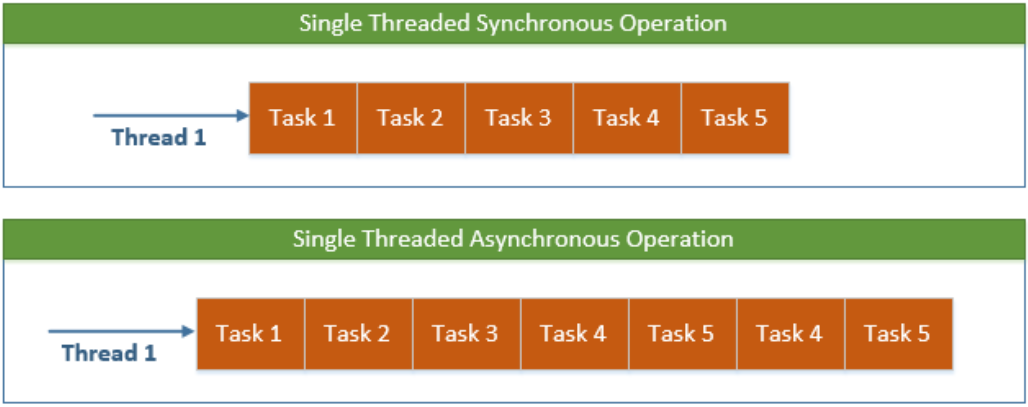 Single Threaded Synchronous Operation
Thread 1
Task 1 Task 2 Task 3 Task 4 Task 5
Single Threaded Asynchronous Operation
Thread 1
Task 1 Task 2 Task 3 Task 4 Task 5 Task 4 Task 5